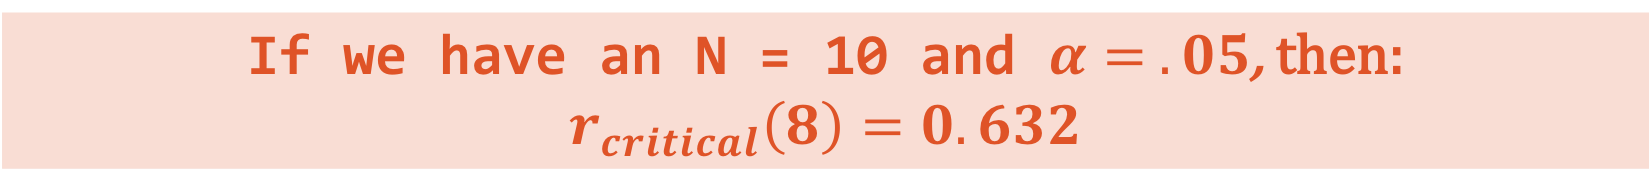 If we have an N = 10 and α = .05, then:
r_critical(8) = 0.632